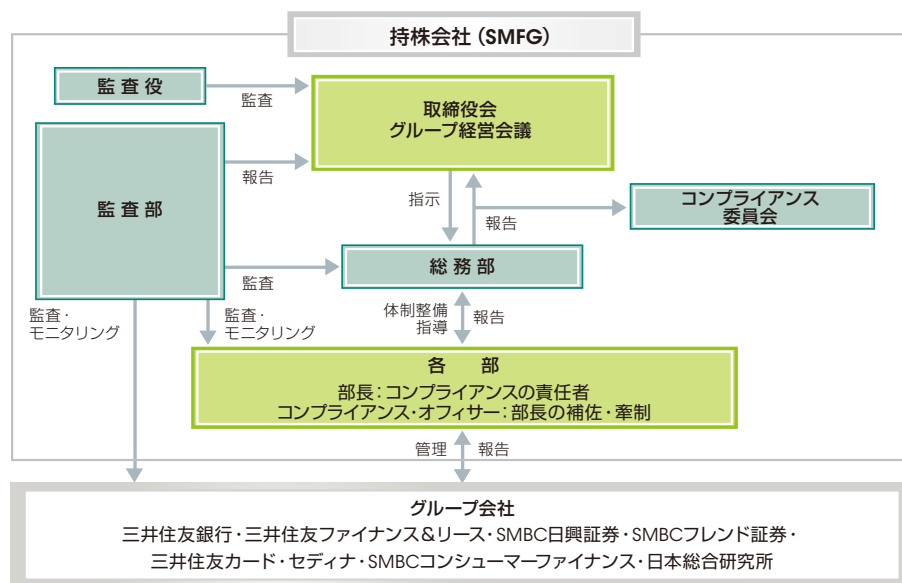 持株会社(SMFG)
監査役
監査
取締役会
グループ経営会議
監査部
報告
指示
報告
コンプライアンス
委員会
総務部
監査
監査・
モニタリング
監査・
モニタリング
体制整備
指導
報告
各 部
部長:コンプライアンスの責任者
コンプライアンス・オフィサー:部長の補佐・牽制
管理
報告
グループ会社
三井住友銀行・三井住友ファイナンス&リース・SMBC日興証券・SMBCフレンド証券・
三井住友カード・セディナ・SMBCコンシューマーファイナンス・日本総合研究所